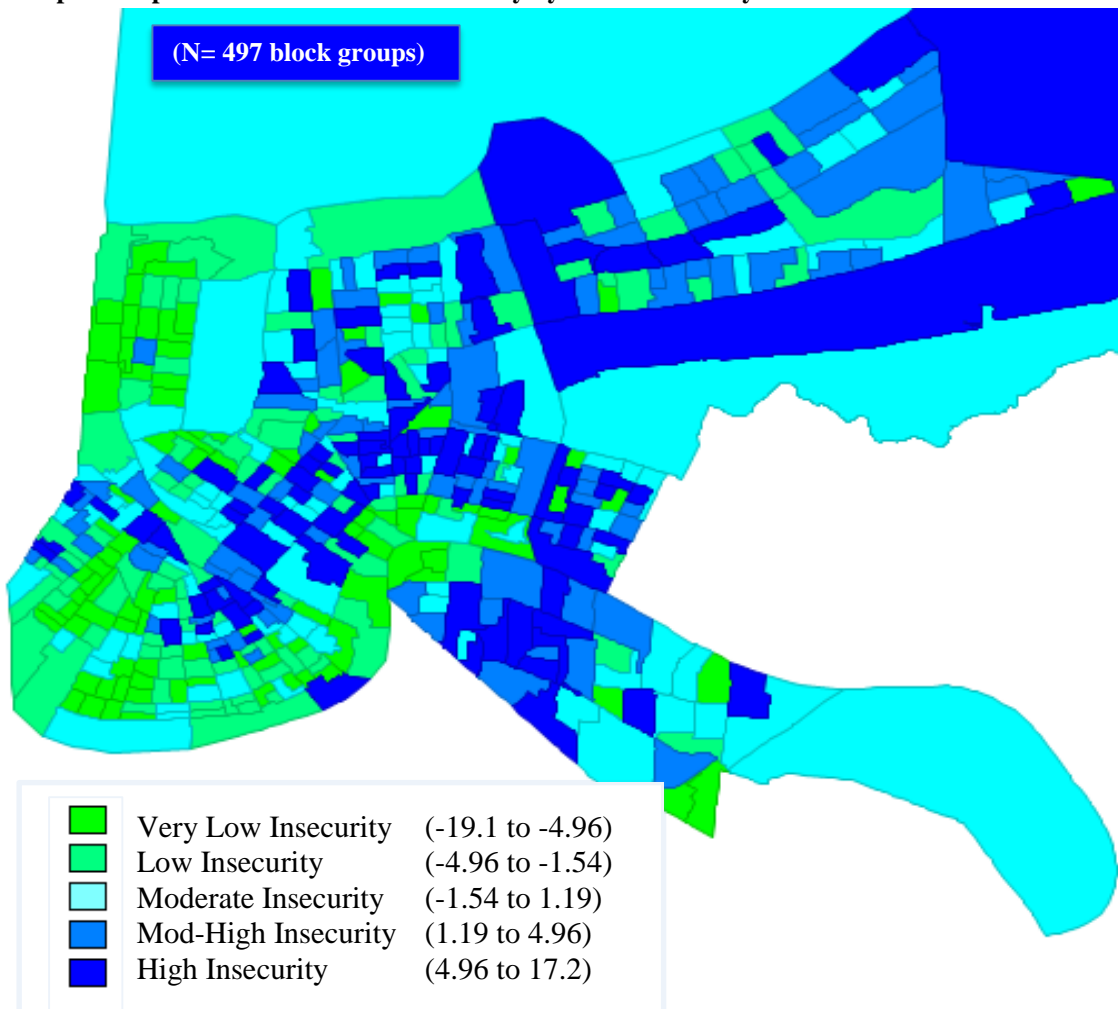 (N= 497 block groups)
Very Low Insecurity (-19.1 to -4.96)
Low Insecurity (-4.96 to -1.54)
Moderate Insecurity (-1.54 to 1.19)
Mod-High Insecurity (1.19 to 4.96)
High Insecurity (4.96 to 17.2)